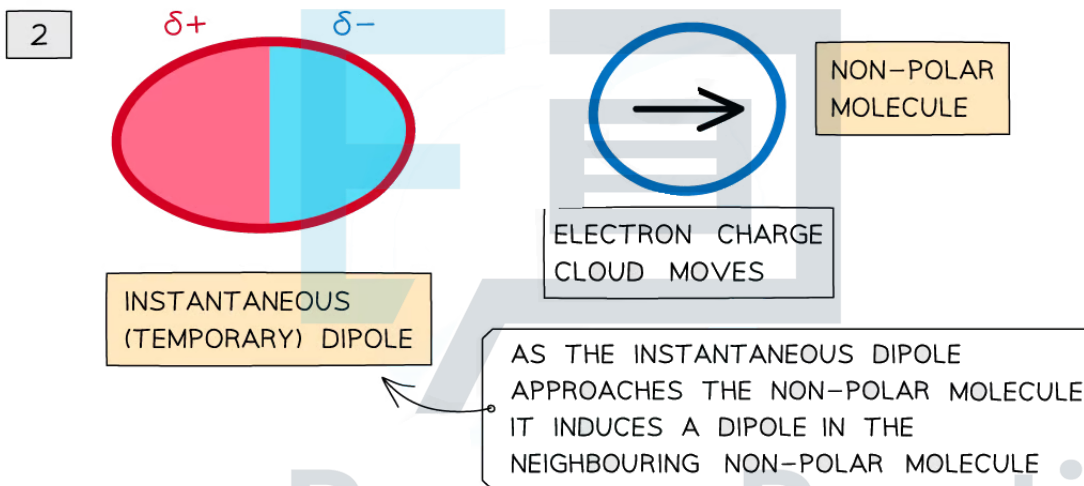 2
δ+ δ−
NON-POLAR
MOLECULE
ELECTRON CHARGE
CLOUD MOVES
INSTANTANEOUS
(TEMPORARY) DIPOLE
AS THE INSTANTANEOUS DIPOLE
APPROACHES THE NON-POLAR MOLECULE
IT INDUCES A DIPOLE IN THE
NEIGHBOURING NON-POLAR MOLECULE